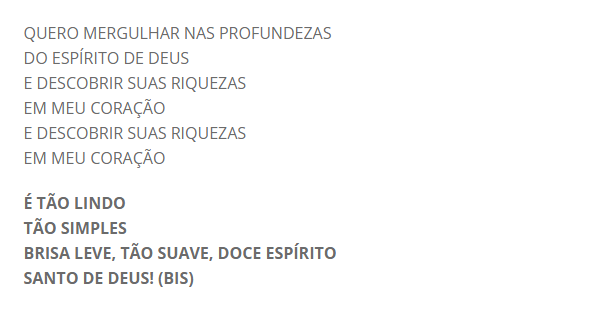 QUERO MERGULHAR NAS PROFUNDEZAS
DO ESPÍRITO DE DEUS
E DESCOBRIR SUAS RIQUEZAS
EM MEU CORAÇÃO
E DESCOBRIR SUAS RIQUEZAS
EM MEU CORAÇÃO
É TÃO LINDO
TÃO SIMPLES
BRISA LEVE, TÃO SUAVE, DOCE ESPÍRITO
SANTO DE DEUS! (BIS)